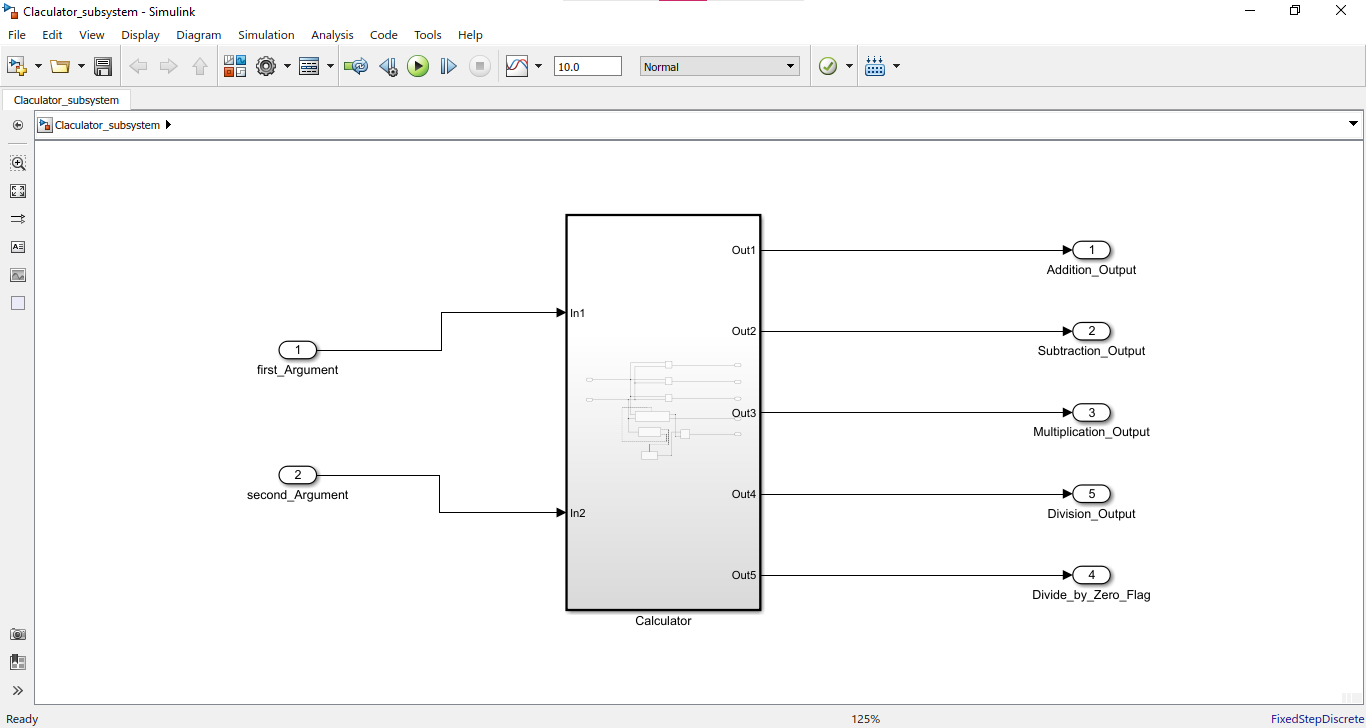 Claculator_subsystem - Simulink
File Edit View Display Diagram Simulation Analysis Code Tools Help
10.0 Normal
Claculator_subsystem
Claculator_subsystem
Out1 1
Addition_Output
In1
Out2 2
1
first_Argument
Subtraction_Output
Out3 3
Multiplication_Output
2
second_Argument
Out4 5
In2
Division_Output
Out5 4
Divide_by_Zero_Flag
Calculator
Ready 125% FixedStepDiscrete